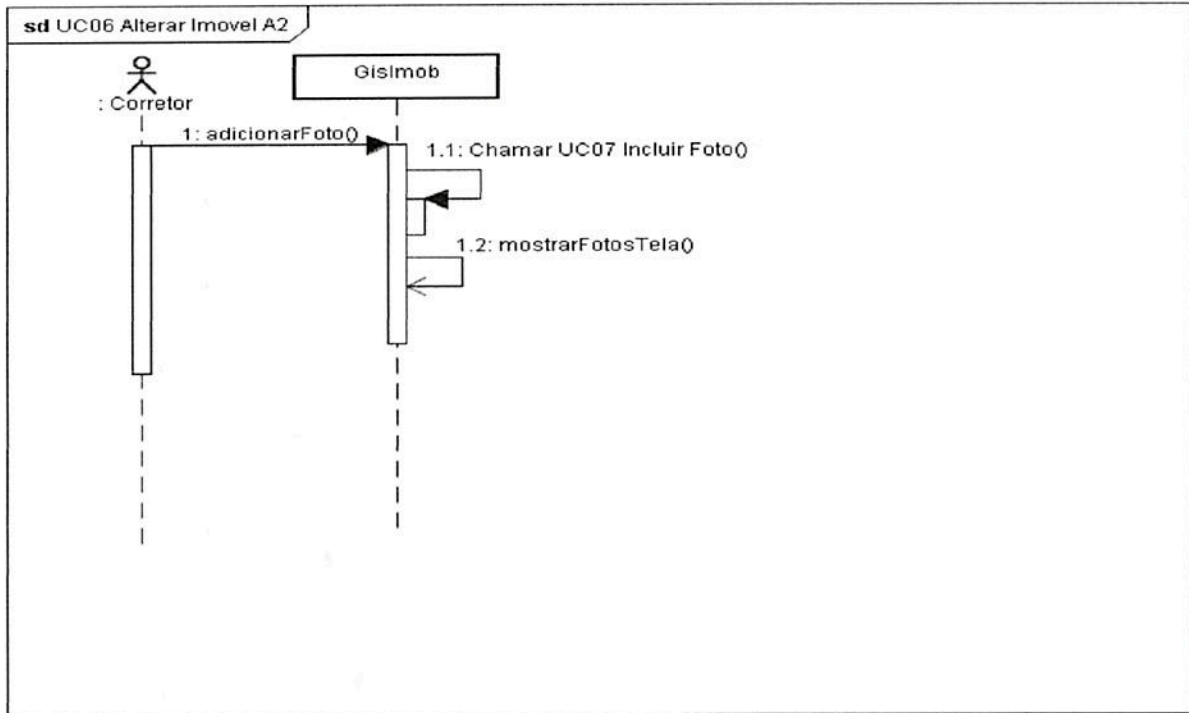 sd UC06 Alterar Imovel A2
GisImob
: Corretor
1: adicionarFoto()
1.1: Chamar UC07 Incluir Foto()
1.2: mostrarFotosTela()